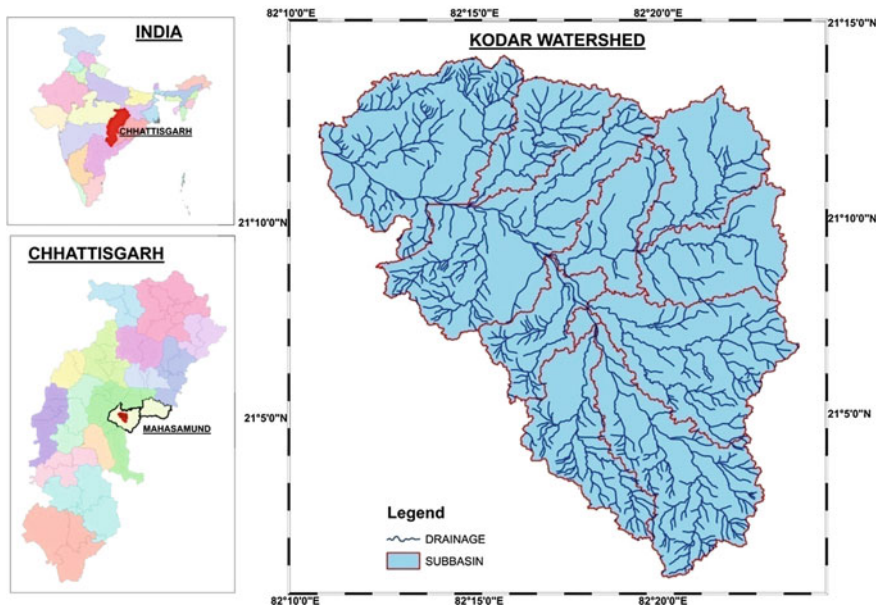 INDIA
CHHATTISGARH
CHHATTISGARH
MAHASAMUND
82°10'0"E
82°15'0"E
82°20'0"E
21°15'0"N
KODAR WATERSHED
21°10'0"N
21°10'0"N
21°5'0"N
21°5'0"N
Legend
DRAINAGE
SUBBASIN
82°10'0"E
82°15'0"E
82°20'0"E